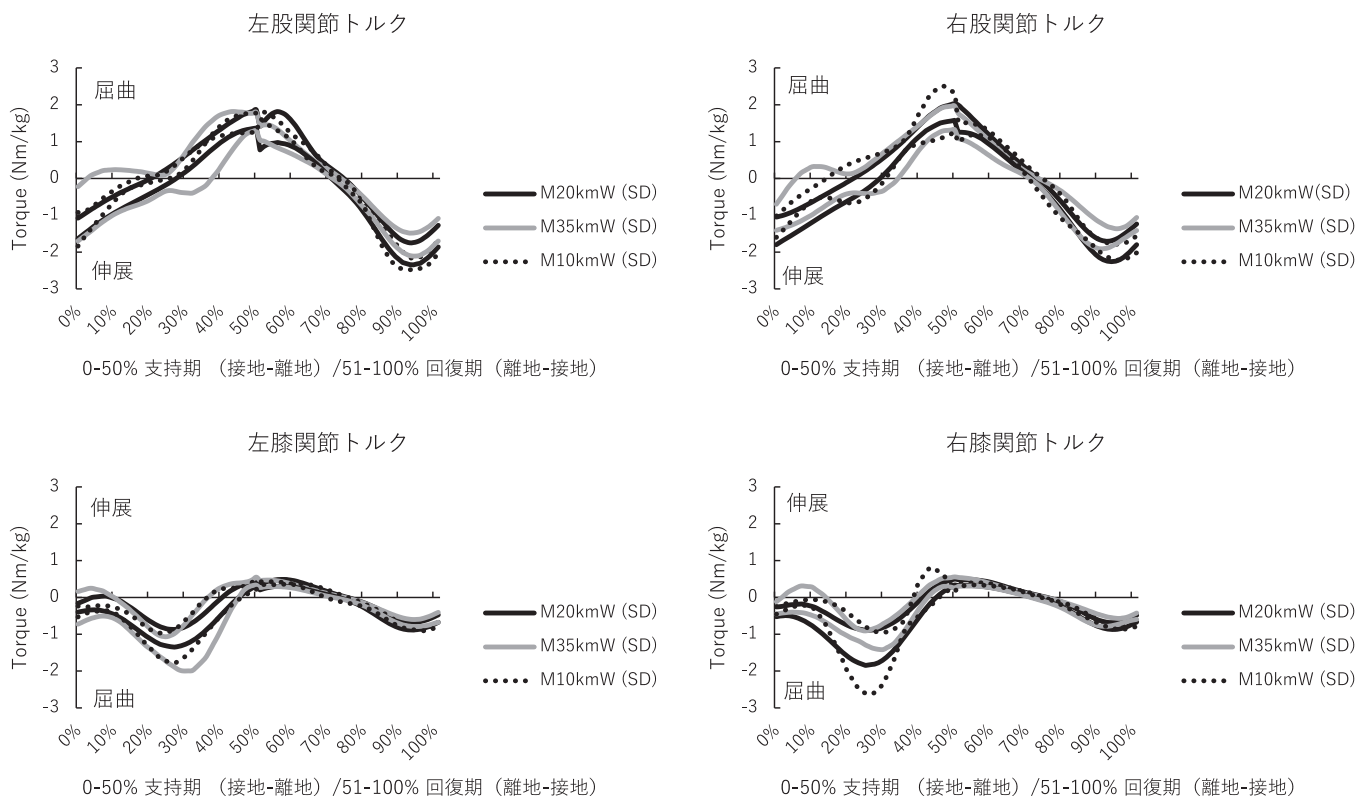 左股関節トルク
3
2
1
0
-1
-2
-3
Torque (Nm/kg)
屈曲
伸展
0% 10% 20% 30% 40% 50% 60% 70% 80% 90% 100%
M20kmW (SD)
M35kmW (SD)
M10kmW (SD)
0-50% 支持期 （接地-離地）/51-100% 回復期（離地-接地）
右股関節トルク
3
2
1
0
-1
-2
-3
Torque (Nm/kg)
屈曲
伸展
0% 10% 20% 30% 40% 50% 60% 70% 80% 90% 100%
M20kmW(SD)
M35kmW (SD)
M10kmW (SD)
0-50% 支持期 （接地-離地）/51-100% 回復期（離地-接地）
左膝関節トルク
3
2
1
0
-1
-2
-3
Torque (Nm/kg)
伸展
屈曲
0% 10% 20% 30% 40% 50% 60% 70% 80% 90% 100%
M20kmW (SD)
M35kmW (SD)
M10kmW (SD)
0-50% 支持期 （接地-離地）/51-100% 回復期（離地-接地）
右膝関節トルク
3
2
1
0
-1
-2
-3
Torque (Nm/kg)
伸展
屈曲
0% 10% 20% 30% 40% 50% 60% 70% 80% 90% 100%
M20kmW (SD)
M35kmW (SD)
M10kmW (SD)
0-50% 支持期 （接地-離地）/51-100% 回復期（離地-接地）